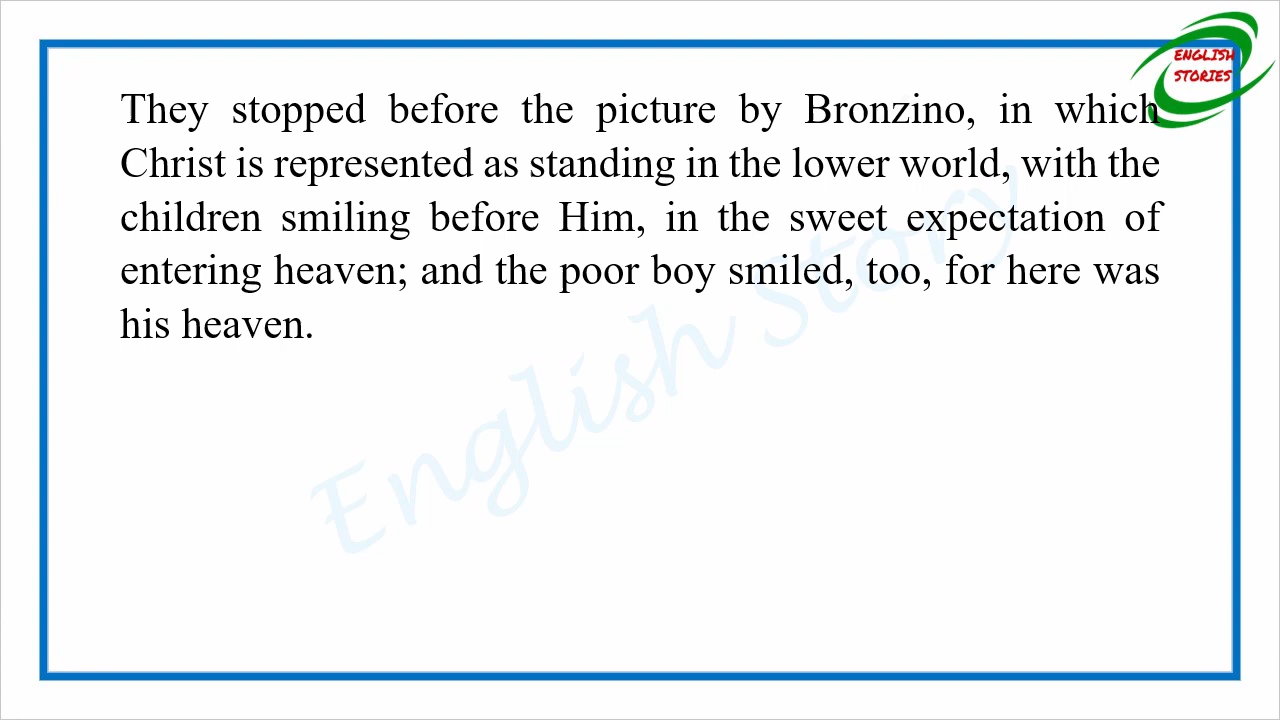 ENGLISH
STORIES
They stopped before the picture by Bronzino, in which
Christ is represented as standing in the lower world, with the
children smiling before Him, in the sweet expectation of
entering heaven; and the poor boy smiled, too, for here was
his heaven.
English Story